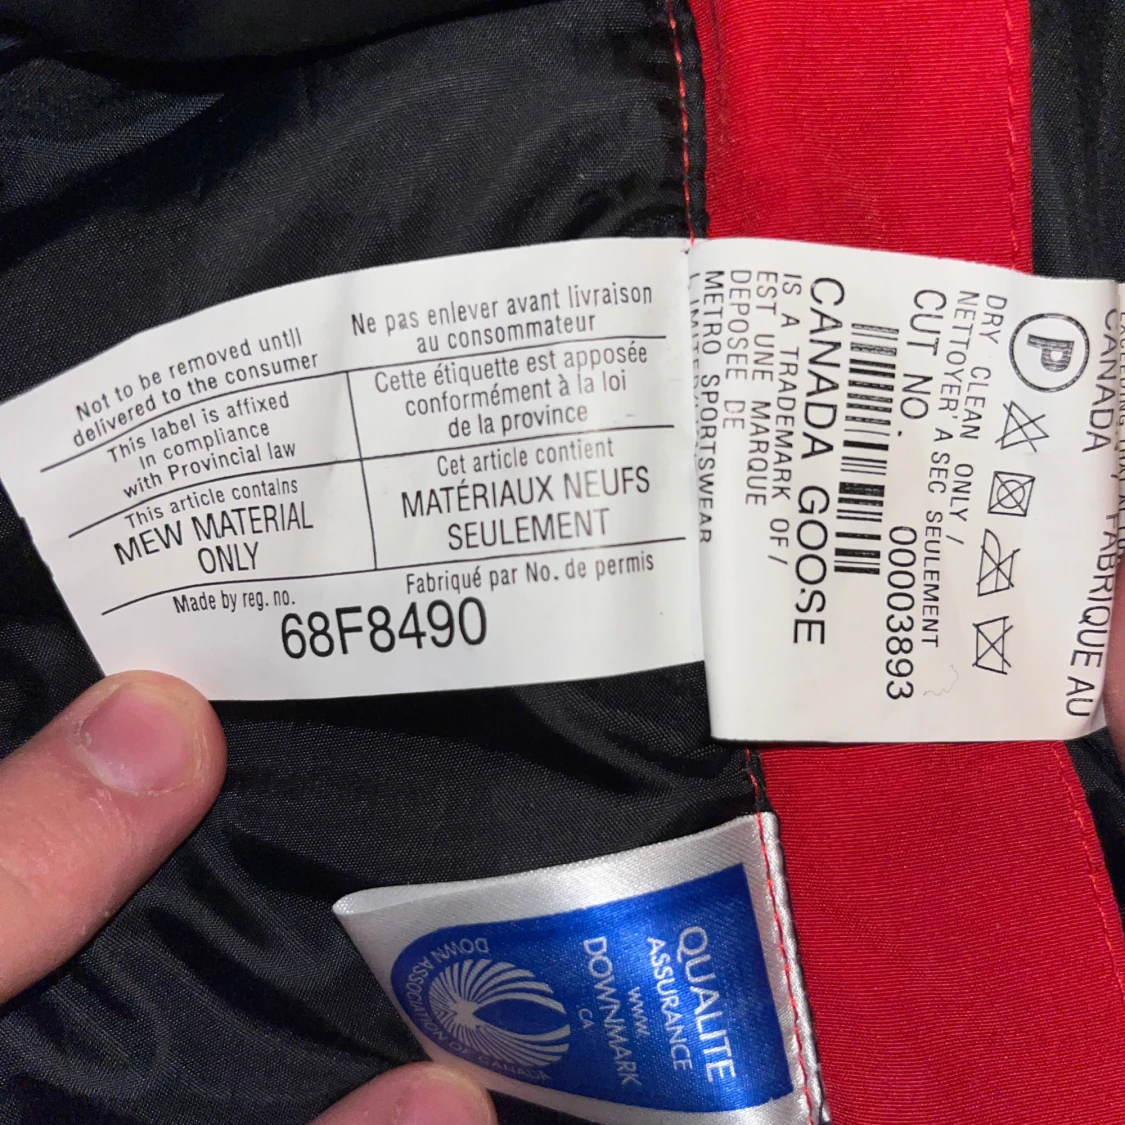 Not to be removed untill
delivered to the consumer
Ne pas enlever avant livraison
au consommateur
This label is affixed
in compliance
with Provincial law
Cette étiquette est apposée
conformément à la loi
de la province
This article contains
MEW MATERIAL
ONLY
Cet article contient
MATÉRIAUX NEUFS
SEULEMENT
Made by reg. no.
Fabriqué par No. de permis
68F8490
CANADA
FABRIQUE AU
P
DRY CLEAN ONLY /
NETTOYER A SEC SEULEMENT
CUT NO. 00003893
CANADA GOOSE
IS A TRADEMARK OF /
EST UNE MARQUE
DEPOSEE DE
METRO SPORTSWEAR
QUALITE
ASSURANCE
www.
DOWNMARK
CA
DOWN ASSOCIATION OF CANADA